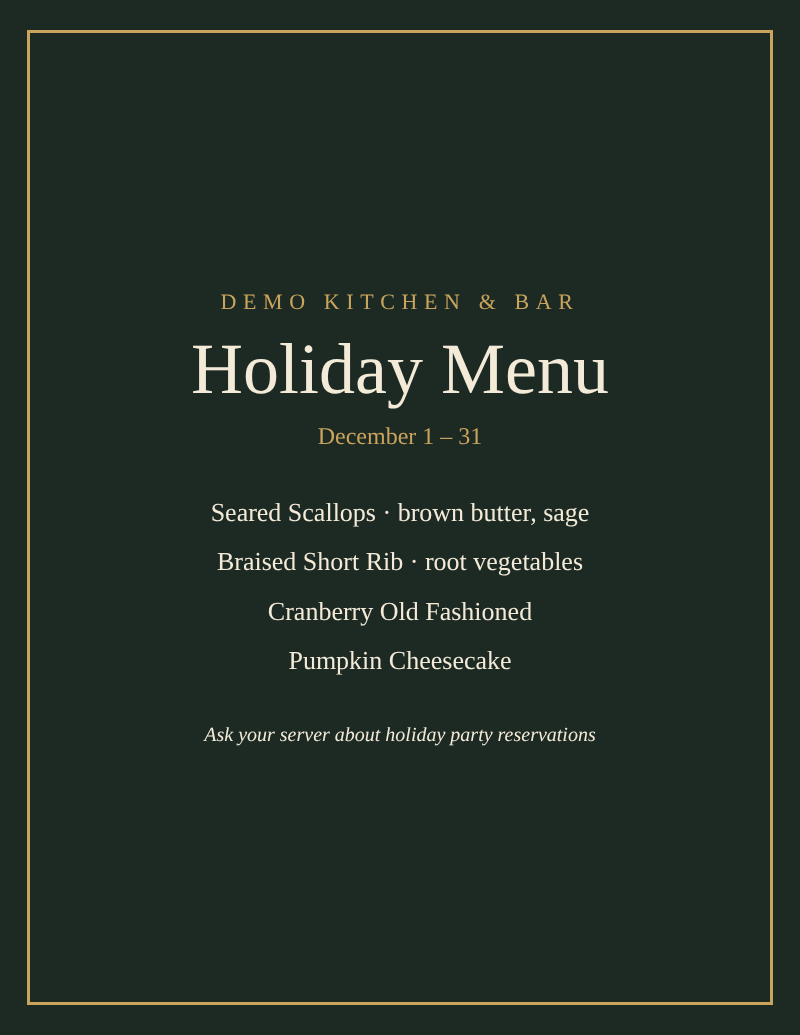 DEMO KITCHEN & BAR
Holiday Menu
December 1 – 31
Seared Scallops · brown butter, sage
Braised Short Rib · root vegetables
Cranberry Old Fashioned
Pumpkin Cheesecake
Ask your server about holiday party reservations